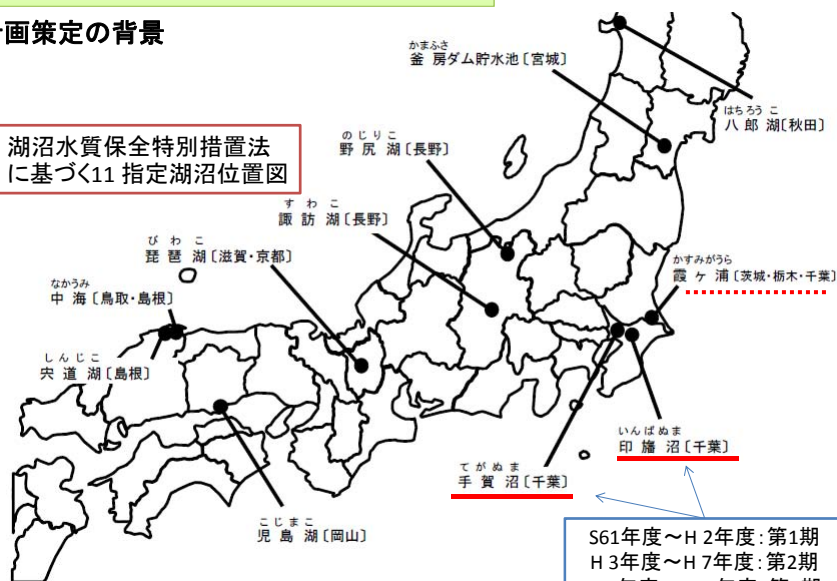 画策定の背景
湖沼水質保全特別措置法
に基づく11 指定湖沼位置図
かまふさ
釜 房ダム貯水池〔宮城〕
はちろう こ
八 郎 湖〔秋田〕
のじりこ
野 尻 湖〔長野〕
す わ こ
諏 訪 湖〔長野〕
び わ こ
琵 琶 湖〔滋賀・京都〕
かすみがうら
霞 ヶ 浦〔茨城・栃木・千葉〕
なかうみ
中 海〔鳥取・島根〕
しんじこ
宍 道 湖〔島根〕
いんばぬま
印 旛 沼〔千葉〕
てがぬま
手 賀 沼〔千葉〕
こじまこ
児 島 湖〔岡山〕
S61年度～H 2年度：第1期
H 3年度～H 7年度：第2期